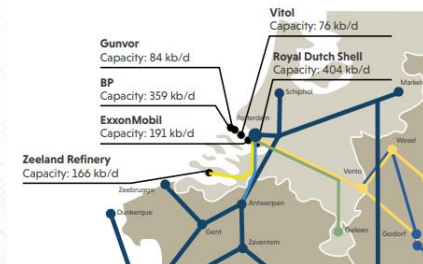 Vitol
Capacity: 76 kb/d
Gunvor
Capacity: 84 kb/d
Royal Dutch Shell
Capacity: 404 kb/d
BP
Capacity: 359 kb/d
ExxonMobil
Capacity: 191 kb/d
Zeeland Refinery
Capacity: 166 kb/d
Schiphol
Markelo
Rotterdam
Wesel
Venlo
Zeebrugge
Antwerpen
Dunkerque
Gent
Geleen
Godorf
Zaventem